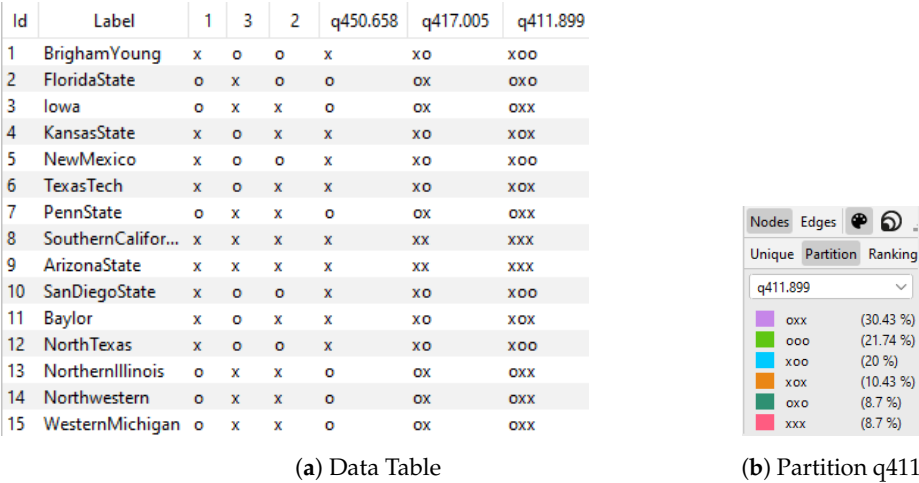 Id Label 1 3 2 q450.658 q417.005 q411.899
1 BrighamYoung x o o x xo xoo
2 FloridaState o x o o ox oxo
3 Iowa o x x o ox oxx
4 KansasState x o x x xo xox
5 NewMexico x o o x xo xoo
6 TexasTech x o x x xo xox
7 PennState o x x o ox oxx
8 SouthernCalifor... x x x x xx xxx
9 ArizonaState x x x x xx xxx
10 SanDiegoState x o o x xo xoo
11 Baylor x o x x xo xox
12 NorthTexas x o o x xo xoo
13 NorthernIllinois o x x o ox oxx
14 Northwestern o x x o ox oxx
15 WesternMichigan o x x o ox oxx
(a) Data Table
Nodes Edges
Unique Partition Ranking
q411.899
oxx (30.43 %)
ooo (21.74 %)
xoo (20 %)
xox (10.43 %)
oxo (8.7 %)
xxx (8.7 %)
(b) Partition q411